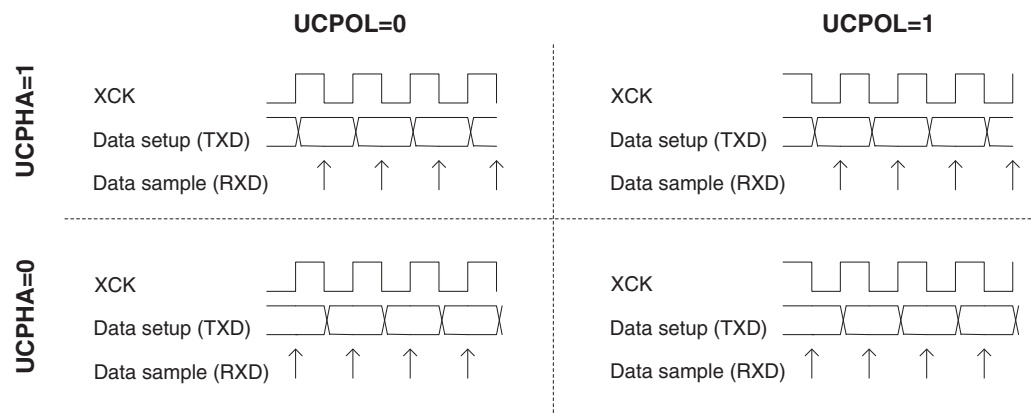 UCPOL=0
UCPOL=1
UCPHA=1
XCK
Data setup (TXD)
Data sample (RXD)
XCK
Data setup (TXD)
Data sample (RXD)
UCPHA=0
XCK
Data setup (TXD)
Data sample (RXD)
XCK
Data setup (TXD)
Data sample (RXD)